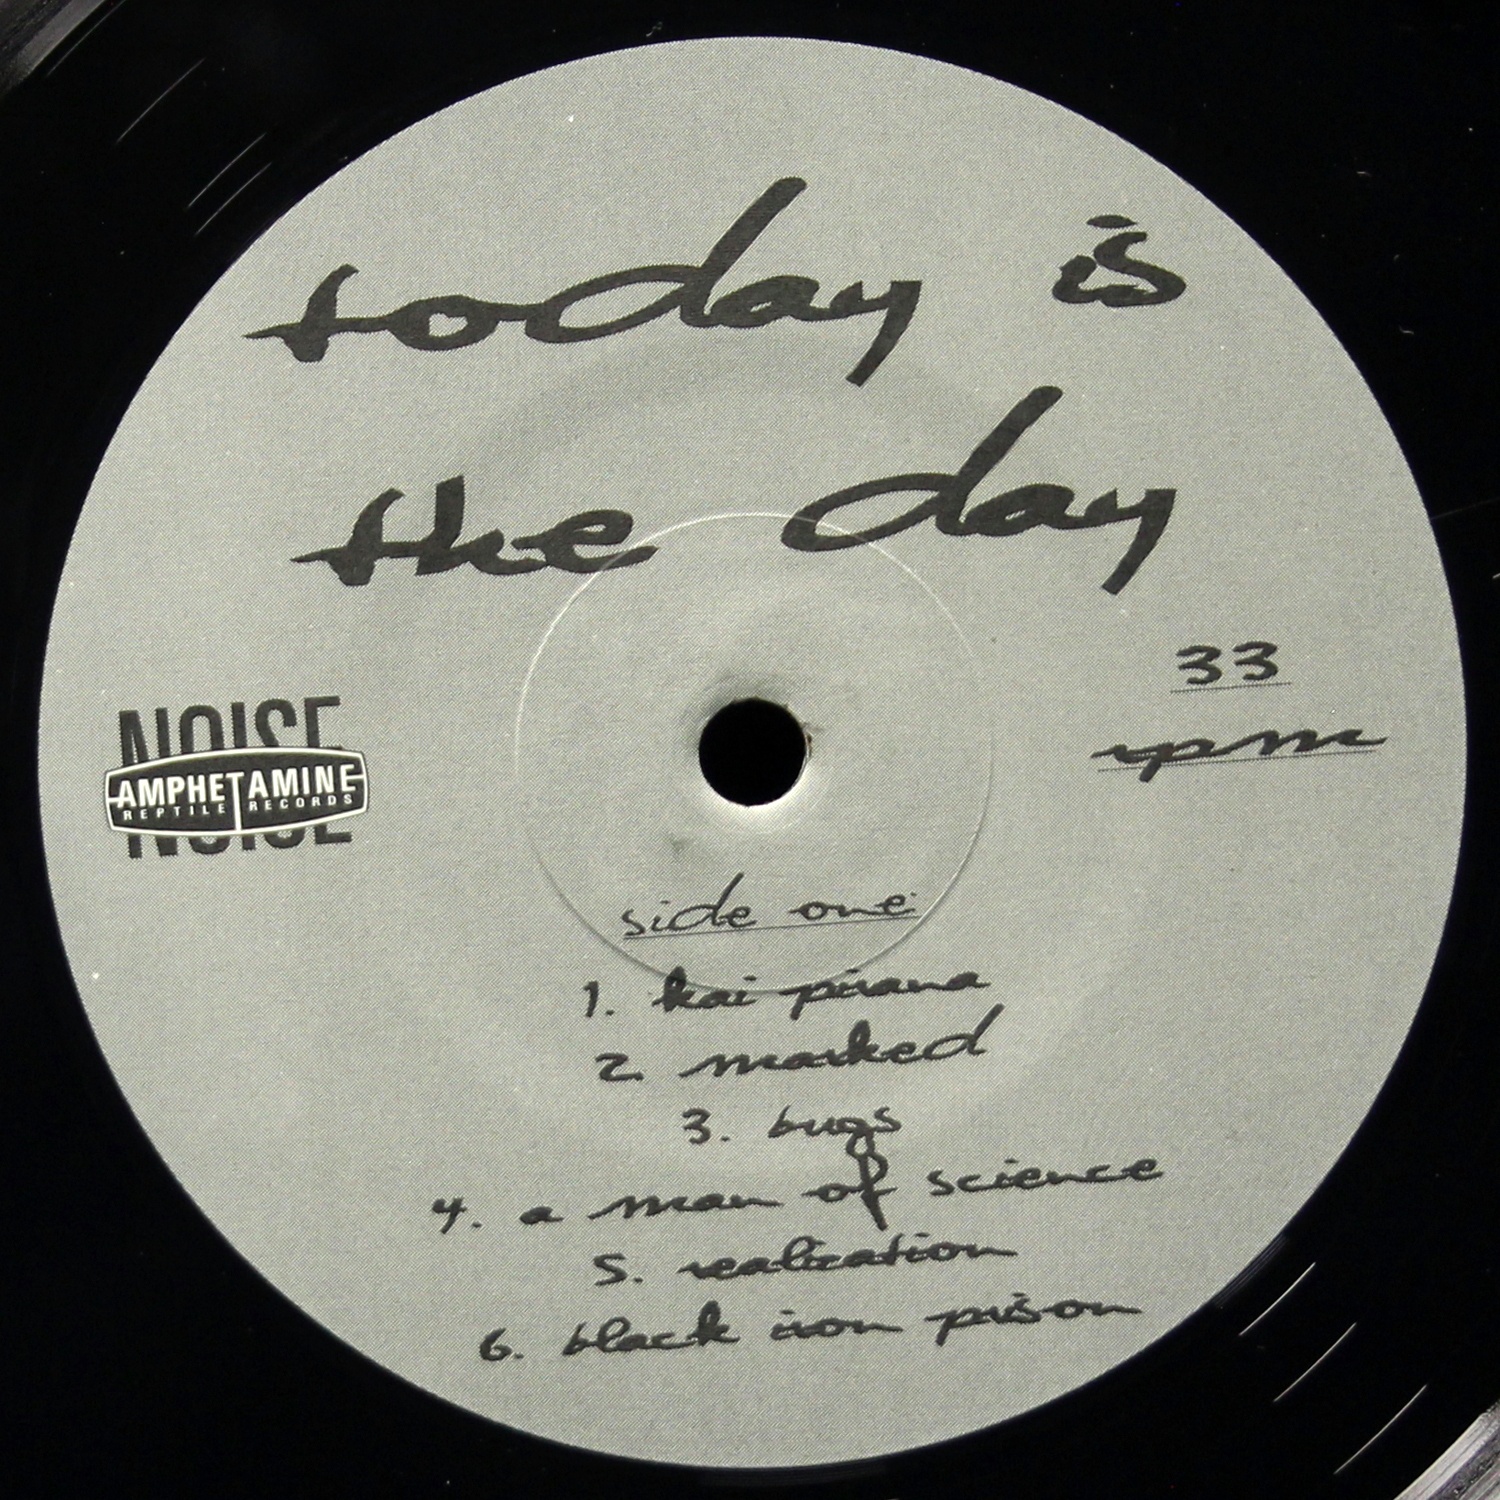 today is
the day
33
rpm
NOISE
AMPHETAMINE
REPTILE RECORDS
NOISE
side one:
1. kai pirana
2. marked
3. bugs
4. a man of science
5. realization
6. black iron prison